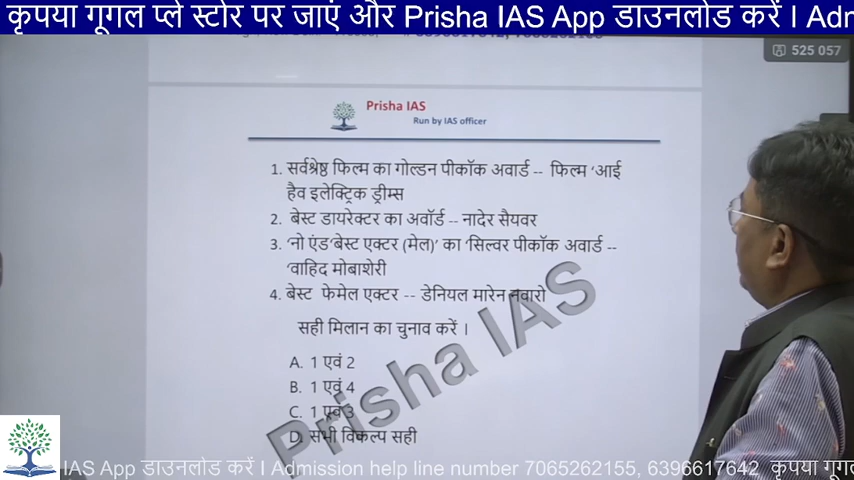 कृपया गूगल प्ले स्टोर पर जाएं और Prisha IAS App डाउनलोड करें I Adm
525 057
Prisha IAS
Run by IAS officer
1. सर्वश्रेष्ठ फिल्म का गोल्डन पीकॉक अवार्ड -- फिल्म 'आई
हैव इलेक्ट्रिक ड्रीम्स
2. बेस्ट डायरेक्टर का अवॉर्ड -- नादेर सैयवर
3. 'नो एंड'बेस्ट एक्टर (मेल)' का 'सिल्वर पीकॉक अवार्ड --
'वाहिद मोबाशेरी
4. बेस्ट फेमेल एक्टर -- डेनियल मारेन नवारो
सही मिलान का चुनाव करें ।
A. 1 एवं 2
B. 1 एवं 4
C. 1 एवं 3
D. सभी विकल्प सही
Prisha IAS
IAS App डाउनलोड करें I Admission help line number 7065262155, 6396617642 कृपया गूगल